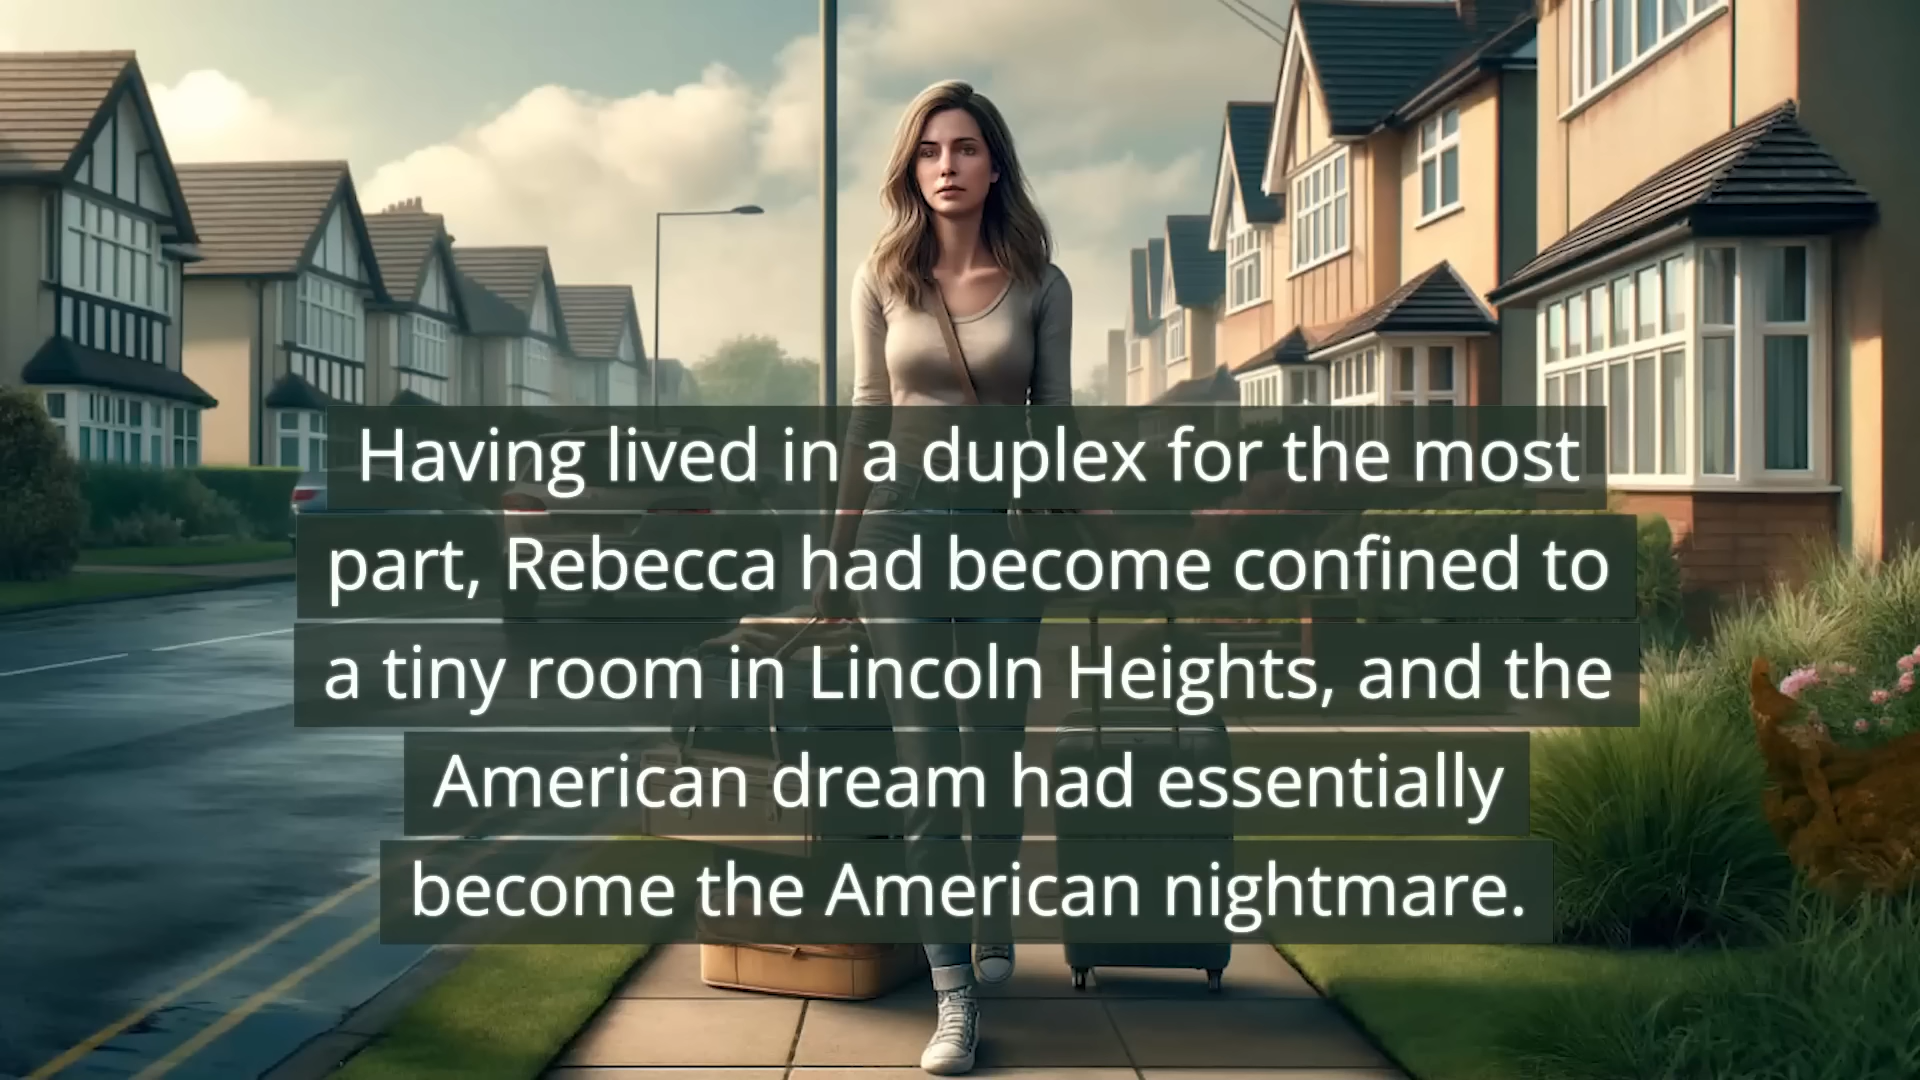 Having lived in a duplex for the most
part, Rebecca had become confined to
a tiny room in Lincoln Heights, and the
American dream had essentially
become the American nightmare.